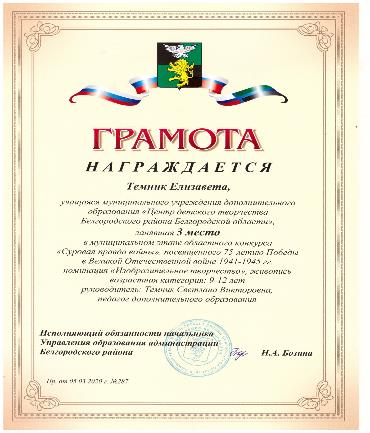 ГРАМОТА
НАГРАЖДАЕТСЯ
Темник Елизавета,
учащаяся муниципального учреждения дополнительного
образования «Центр детского творчества
Белгородского района Белгородской области»,
занявшая 3 место
в муниципальном этапе областного конкурса
«Суровая правда войны», посвященного 75-летию Победы
в Великой Отечественной войне 1941-1945 гг.
номинация «Изобразительное творчество», живопись
возрастная категория: 9-12 лет
руководитель: Темник Светлана Викторовна,
педагог дополнительного образования
Исполняющий обязанности начальника
Управления образования администрации
Белгородского района
Н.А. Бозина
Пр. от 03.03.2020 г. №287